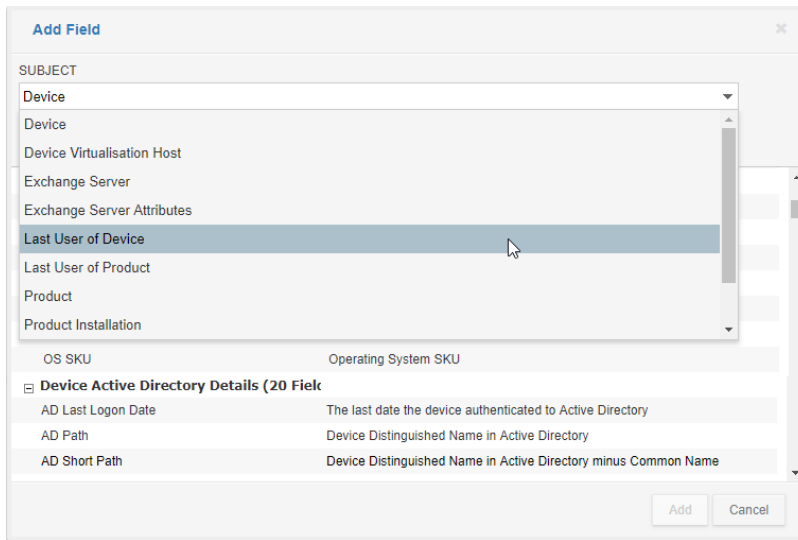 Add Field
SUBJECT
Device
Device
Device Virtualisation Host
Exchange Server
Exchange Server Attributes
Last User of Device
Last User of Product
Product
Product Installation
OS SKU Operating System SKU
Device Active Directory Details (20 Field
AD Last Logon Date The last date the device authenticated to Active Directory
AD Path Device Distinguished Name in Active Directory
AD Short Path Device Distinguished Name in Active Directory minus Common Name
Add Cancel